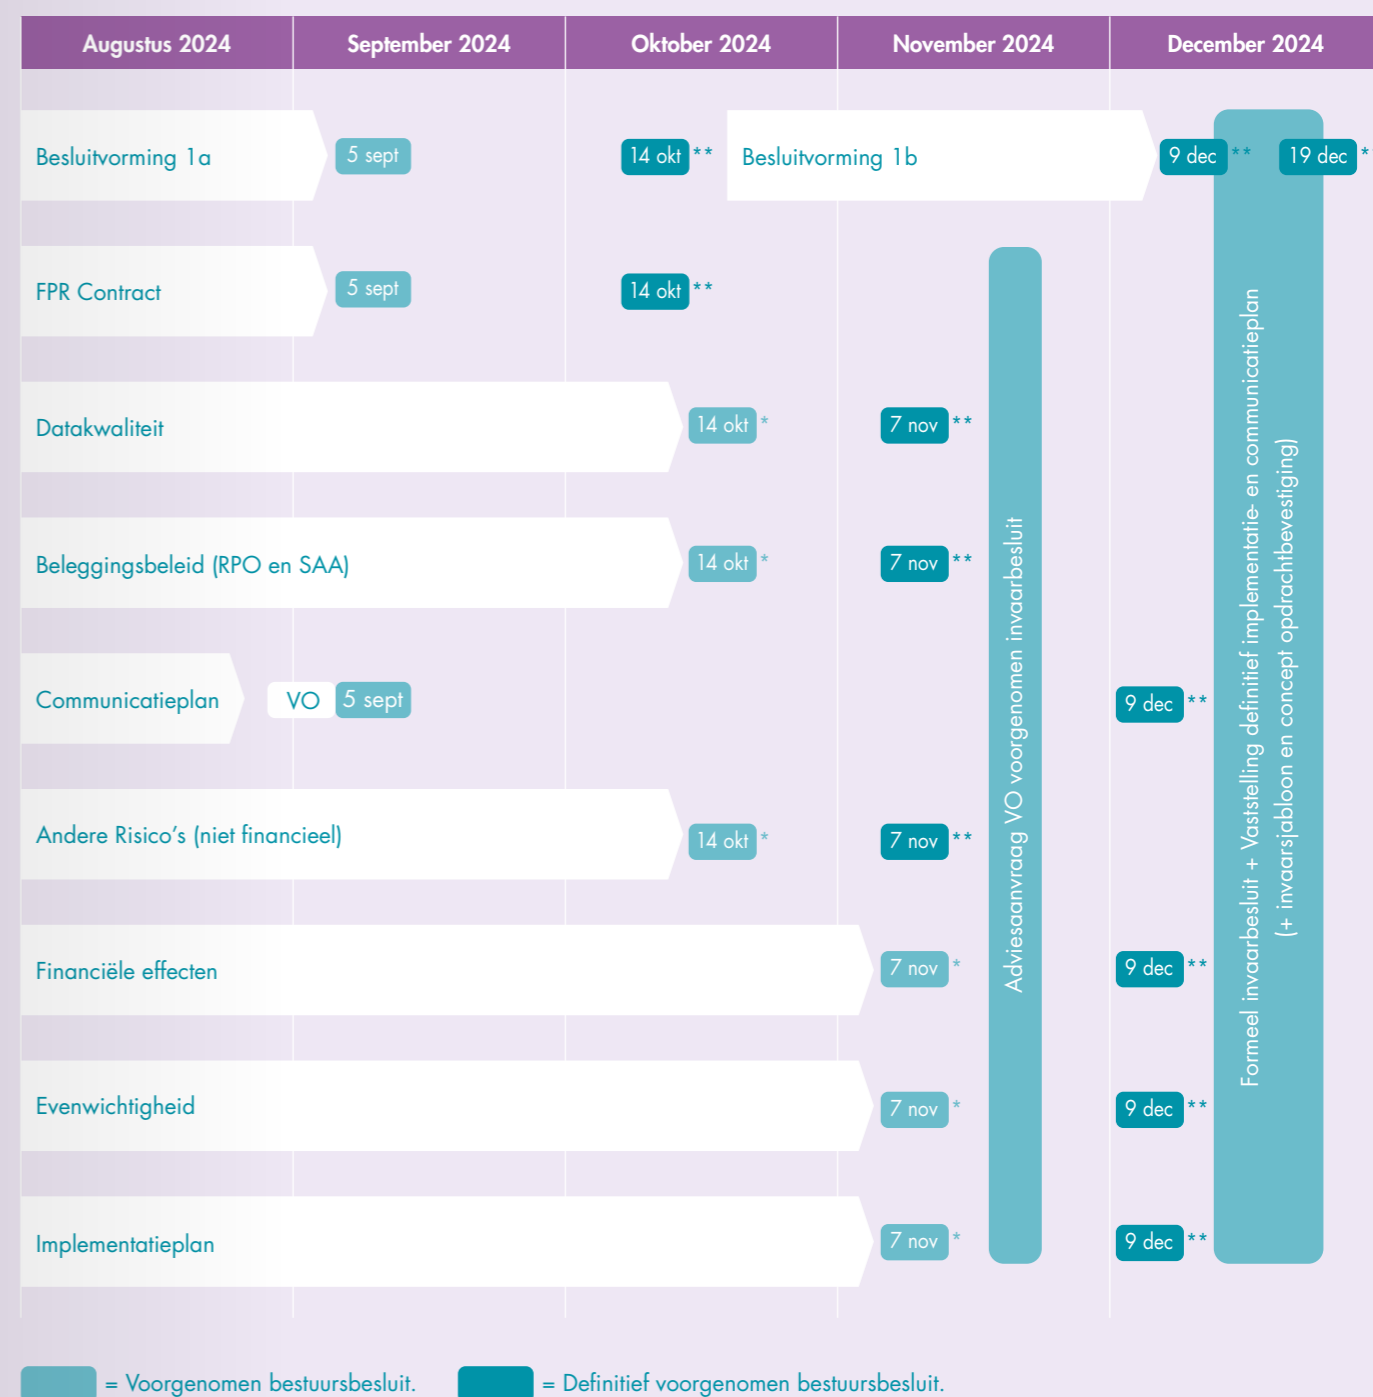 Augustus 2024 September 2024 Oktober 2024 November 2024 December 2024
Besluitvorming 1a 5 sept 14 okt ** Besluitvorming 1b 9 dec ** 19 dec **
FPR Contract 5 sept 14 okt **
Datakwaliteit 14 okt * 7 nov **
Beleggingsbeleid (RPO en SAA) 14 okt * 7 nov **
Communicatieplan VO 5 sept 9 dec **
Andere Risico’s (niet financieel) 14 okt * 7 nov **
Financiële effecten 7 nov * 9 dec **
Evenwichtigheid 7 nov * 9 dec **
Implementatieplan 7 nov * 9 dec **
Adviesaanvraag VO voorgenomen invaarbesluit
Formeel invaarbesluit + Vaststelling definitief implementatie- en communicatieplan
(+ invaarsjabloon en concept opdrachtbevestiging)
= Voorgenomen bestuursbesluit. = Definitief voorgenomen bestuursbesluit.